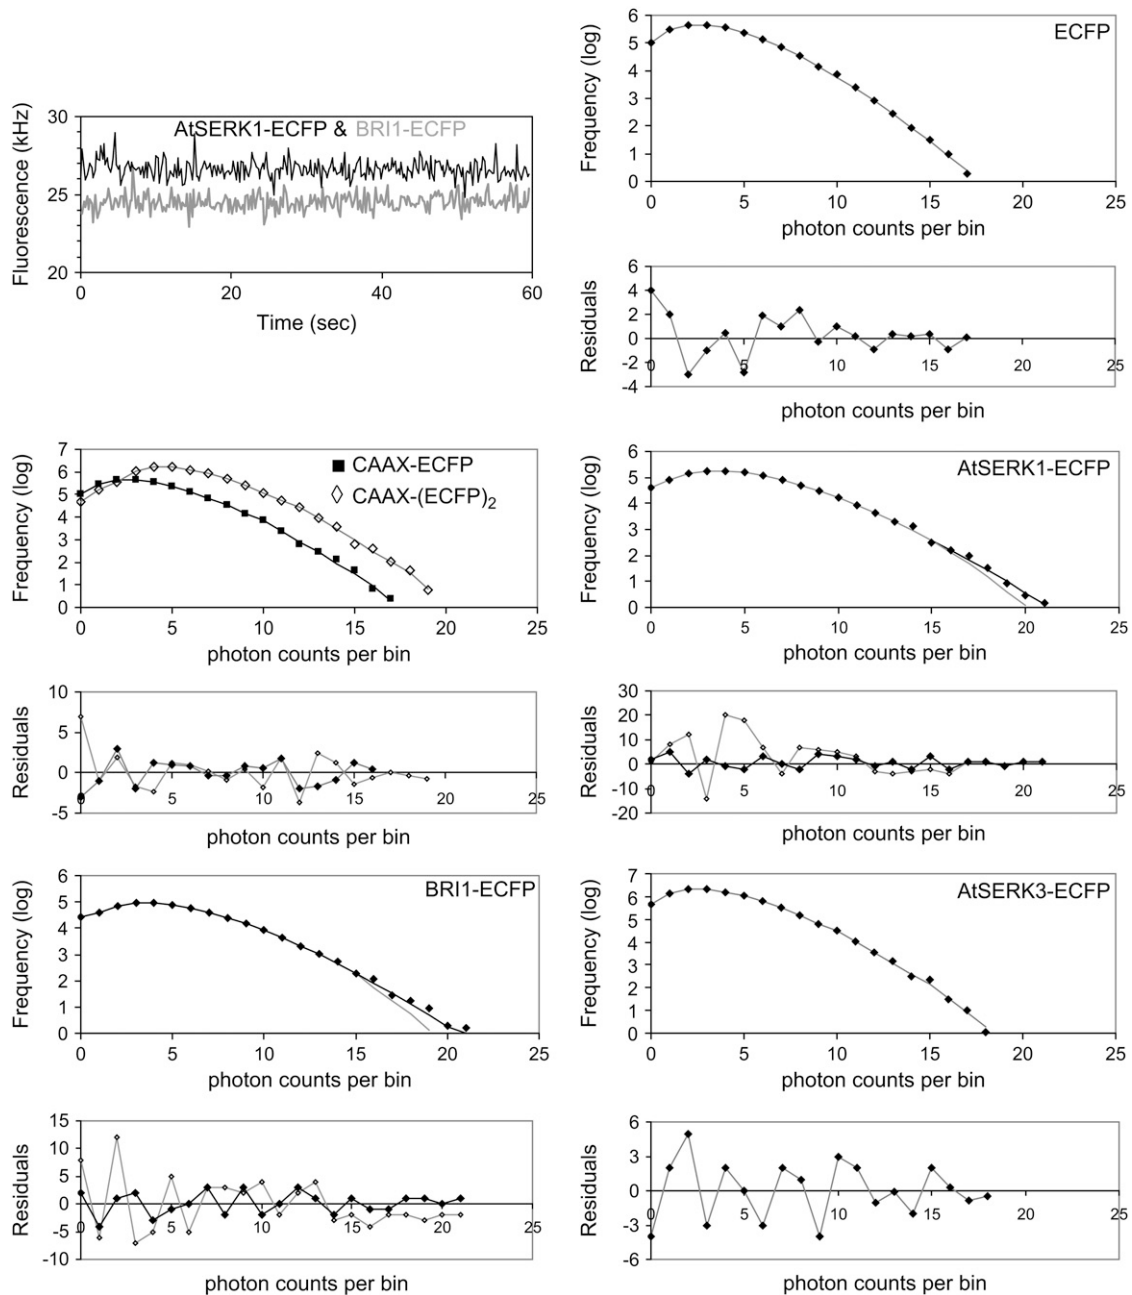 AtSERK1-ECFP & BRI1-ECFP
Fluorescence (kHz)
30
25
20
0 20 40 60
Time (sec)
ECFP
Frequency (log)
6
5
4
3
2
1
0
0 5 10 15 20 25
photon counts per bin
Residuals
6
4
2
0
-2
-4
0 5 10 15 20 25
photon counts per bin
CAAX-ECFP
CAAX-(ECFP)2
Frequency (log)
7
6
5
4
3
2
1
0
0 5 10 15 20 25
photon counts per bin
Residuals
10
5
0
-5
0 5 10 15 20 25
photon counts per bin
AtSERK1-ECFP
Frequency (log)
6
5
4
3
2
1
0
0 5 10 15 20 25
photon counts per bin
Residuals
30
20
10
0
-10
-20
0 5 10 15 20 25
photon counts per bin
BRI1-ECFP
Frequency (log)
6
5
4
3
2
1
0
0 5 10 15 20 25
photon counts per bin
Residuals
15
10
5
0
-5
-10
0 5 10 15 20 25
photon counts per bin
AtSERK3-ECFP
Frequency (log)
7
6
5
4
3
2
1
0
0 5 10 15 20 25
photon counts per bin
Residuals
6
3
0
-3
-6
0 5 10 15 20 25
photon counts per bin